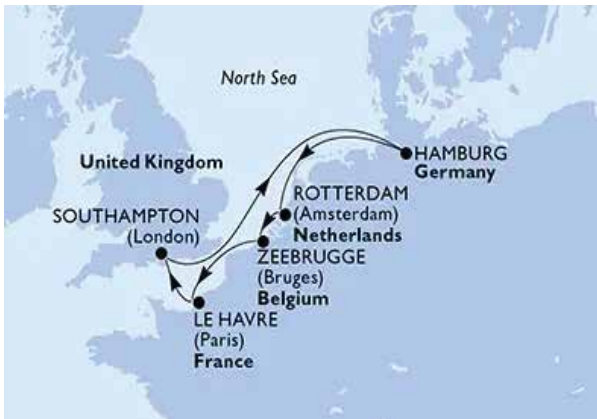 North Sea
United Kingdom
HAMBURG
Germany
ROTTERDAM
(Amsterdam)
Netherlands
SOUTHAMPTON
(London)
ZEEBRUGGE
(Bruges)
Belgium
LE HAVRE
(Paris)
France